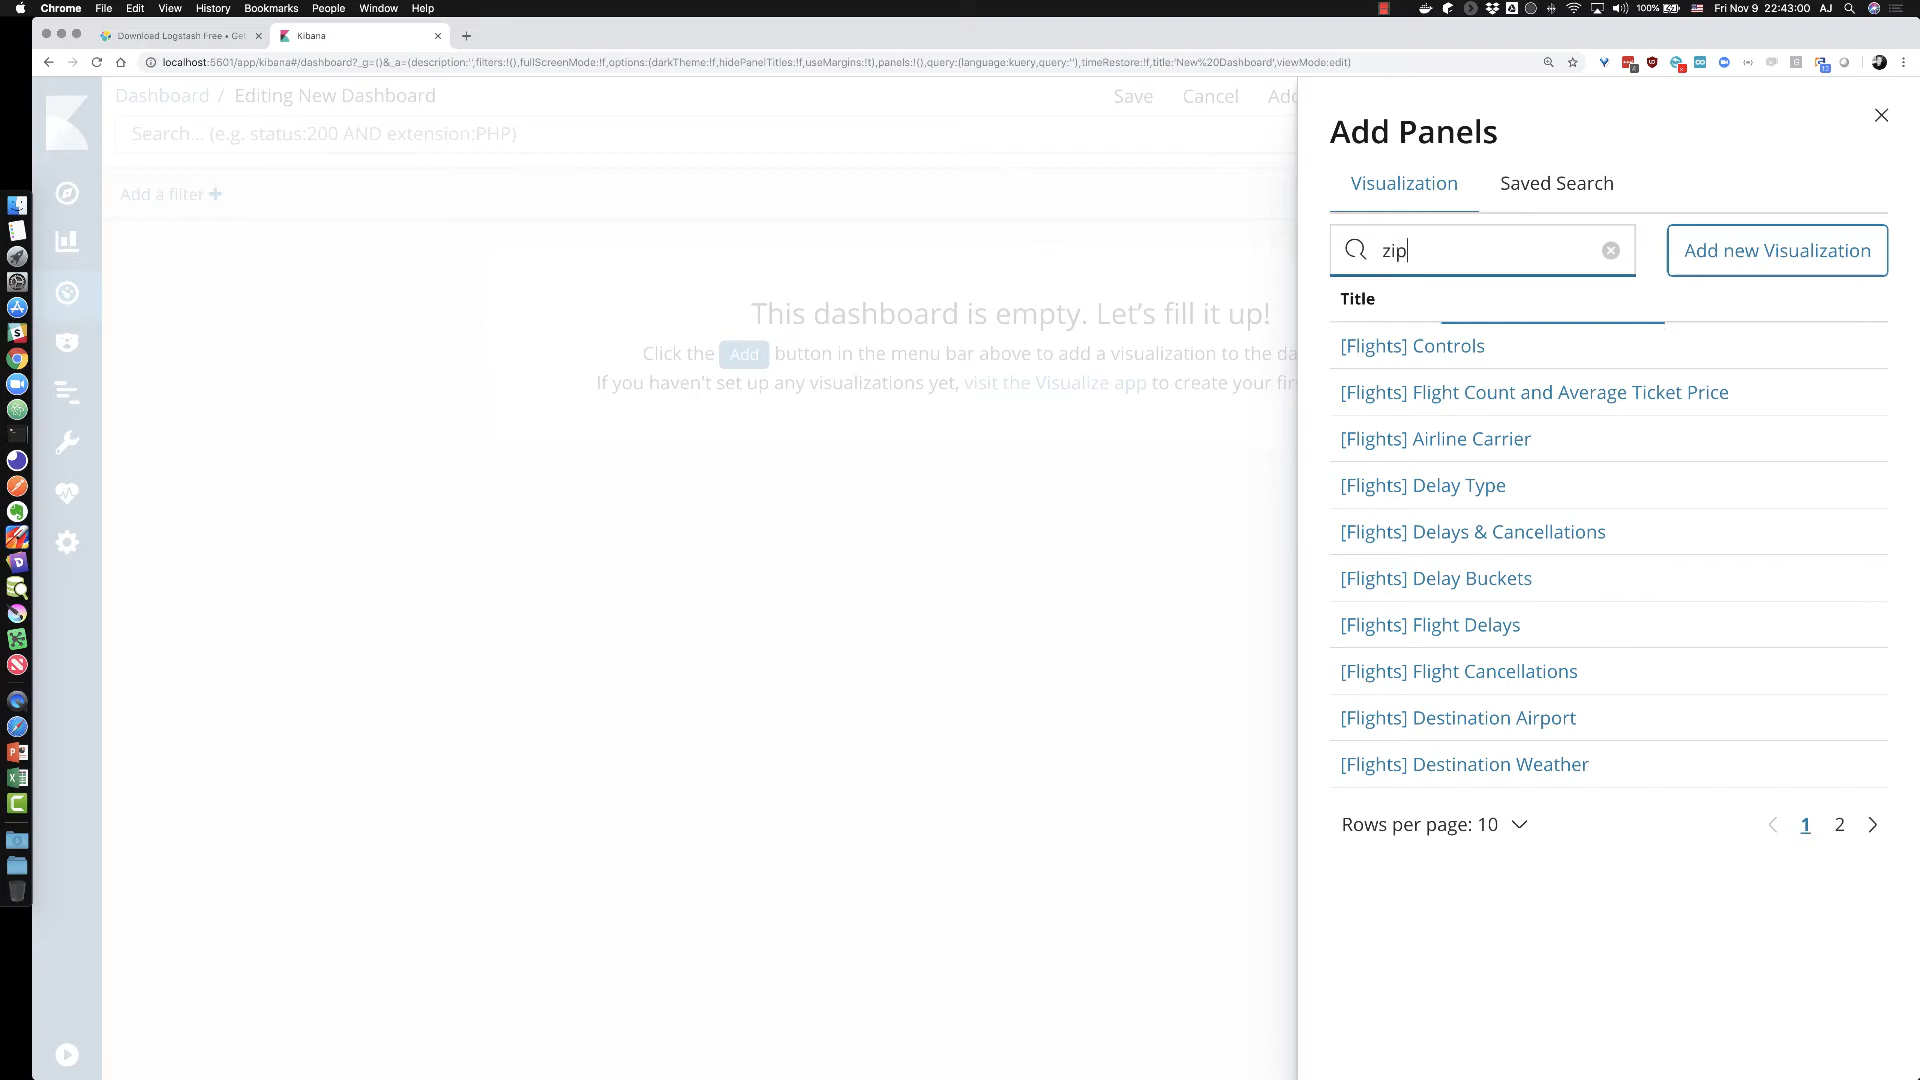 Chrome File Edit View History Bookmarks People Window Help
100% Fri Nov 9 22:43:00 AJ
Download Logstash Free • Get
Kibana
localhost:5601/app/kibana#/dashboard?_g=()&_a=(description:'',filters:!(),fullScreenMode:!f,options:(darkTheme:!f,hidePanelTitles:!f,useMargins:!t),panels:!(),query:(language:kuery,query:''),timeRestore:!f,title:'New%20Dashboard',viewMode:edit)
Dashboard / Editing New Dashboard
Save Cancel Add
Search... (e.g. status:200 AND extension:PHP)
Add a filter +
This dashboard is empty. Let's fill it up!
Click the Add button in the menu bar above to add a visualization to the da
If you haven't set up any visualizations yet, visit the Visualize app to create your firs
Add Panels
Visualization Saved Search
zip
Add new Visualization
Title
[Flights] Controls
[Flights] Flight Count and Average Ticket Price
[Flights] Airline Carrier
[Flights] Delay Type
[Flights] Delays & Cancellations
[Flights] Delay Buckets
[Flights] Flight Delays
[Flights] Flight Cancellations
[Flights] Destination Airport
[Flights] Destination Weather
Rows per page: 10
1 2